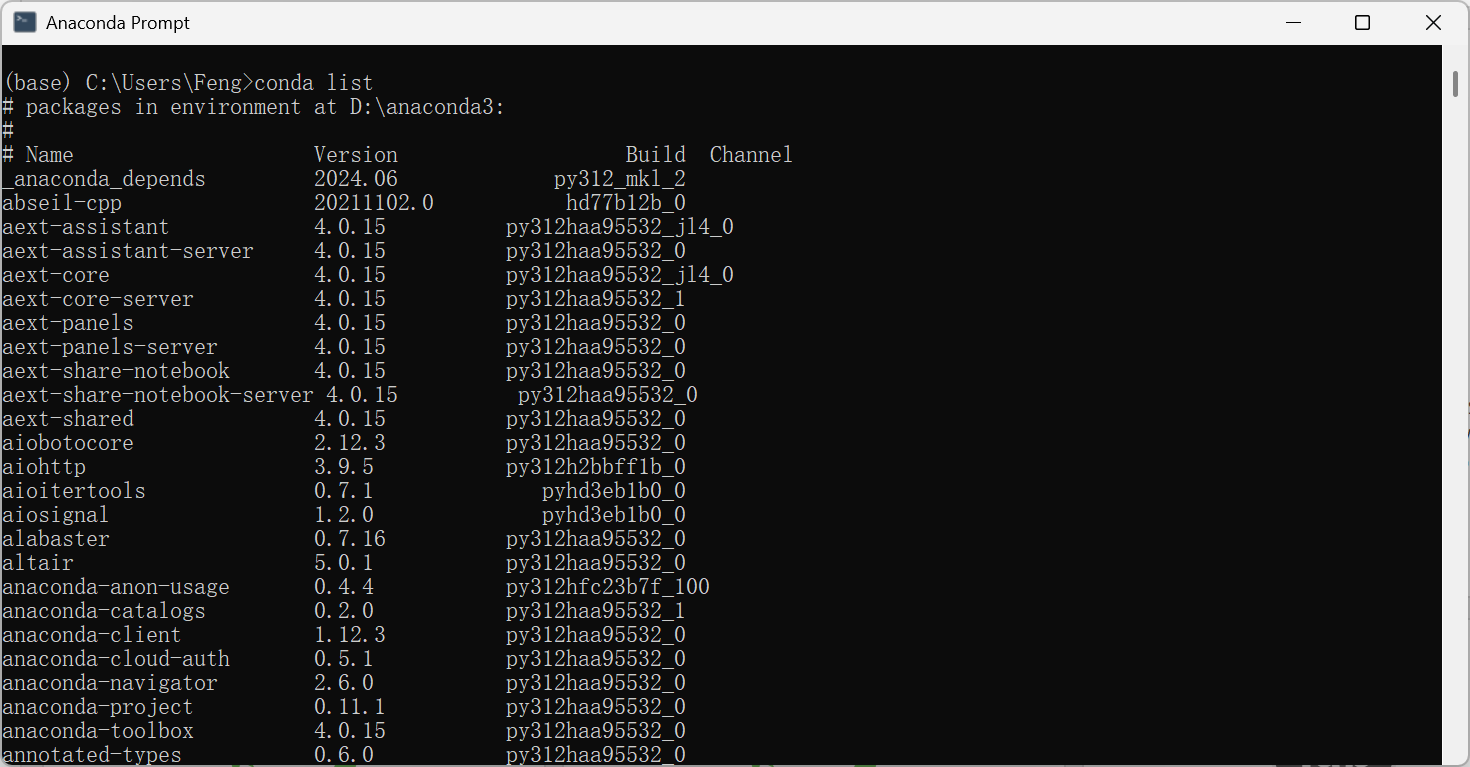 Anaconda Prompt
(base) C:\Users\Feng>conda list
# packages in environment at D:\anaconda3:
#
# Name                    Version                   Build  Channel
_anaconda_depends         2024.06             py312_mkl_2
abseil-cpp                20211102.0           hd77b12b_0
aext-assistant            4.0.15          py312haa95532_jl4_0
aext-assistant-server     4.0.15          py312haa95532_0
aext-core                 4.0.15          py312haa95532_jl4_0
aext-core-server          4.0.15          py312haa95532_1
aext-panels               4.0.15          py312haa95532_0
aext-panels-server        4.0.15          py312haa95532_0
aext-share-notebook       4.0.15          py312haa95532_0
aext-share-notebook-server 4.0.15          py312haa95532_0
aext-shared               4.0.15          py312haa95532_0
aiobotocore               2.12.3          py312haa95532_0
aiohttp                   3.9.5           py312h2bbff1b_0
aioitertools              0.7.1              pyhd3eb1b0_0
aiosignal                 1.2.0              pyhd3eb1b0_0
alabaster                 0.7.16          py312haa95532_0
altair                    5.0.1           py312haa95532_0
anaconda-anon-usage       0.4.4           py312hfc23b7f_100
anaconda-catalogs         0.2.0           py312haa95532_1
anaconda-client           1.12.3          py312haa95532_0
anaconda-cloud-auth       0.5.1           py312haa95532_0
anaconda-navigator        2.6.0           py312haa95532_0
anaconda-project          0.11.1          py312haa95532_0
anaconda-toolbox          4.0.15          py312haa95532_0
annotated-types           0.6.0           py312haa95532_0